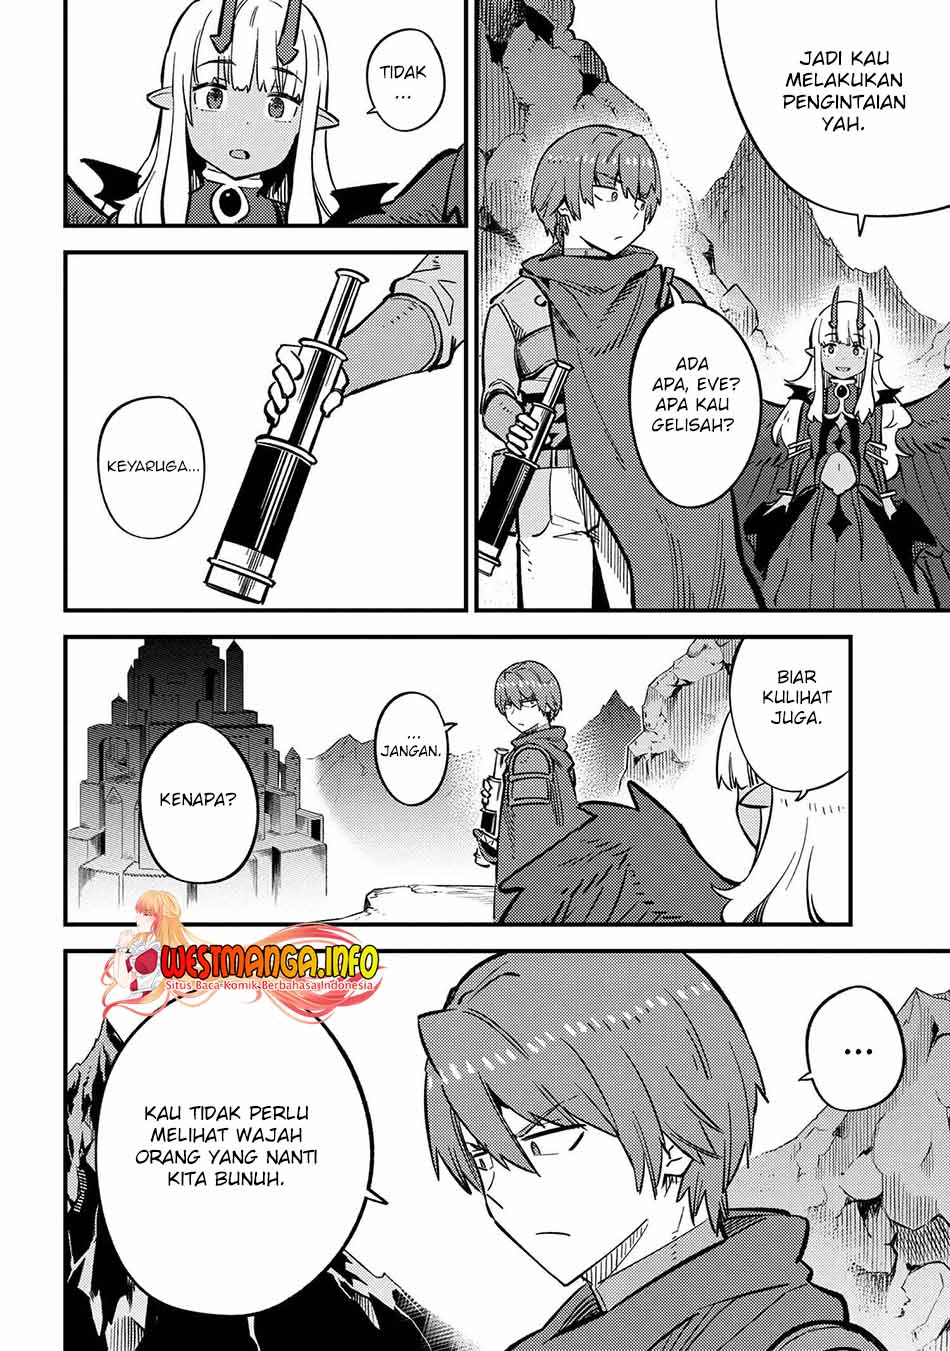 JADI KAU
MELAKUKAN
PENGINTAIAN
YAH.
ADA
APA, EVE?
APA KAU
GELISAH?
TIDAK
...
KEYARUGA...
BIAR
KULIHAT
JUGA.
...
JANGAN.
KENAPA?
WESTMANGA.INFO
Situs Baca Komik Berbahasa Indonesia
...
KAU TIDAK PERLU
MELIHAT WAJAH
ORANG YANG NANTI
KITA BUNUH.